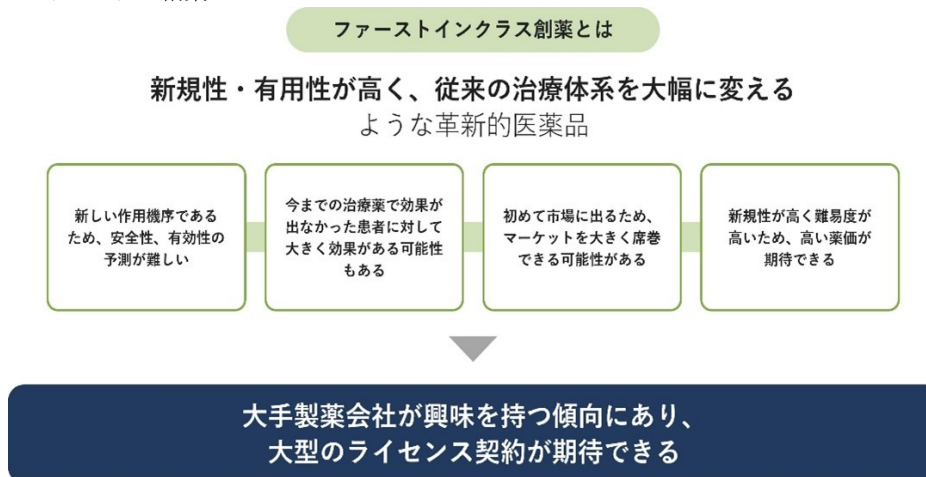 ファーストインクラス創薬とは
新規性・有用性が高く、従来の治療体系を大幅に変える
ような革新的医薬品
新しい作用機序である
ため、安全性、有効性の
予測が難しい
今までの治療薬で効果が
出なかった患者に対して
大きく効果がある可能性
もある
初めて市場に出るため、
マーケットを大きく席巻
できる可能性がある
新規性が高く難易度が
高いため、高い薬価が
期待できる
大手製薬会社が興味を持つ傾向にあり、
大型のライセンス契約が期待できる